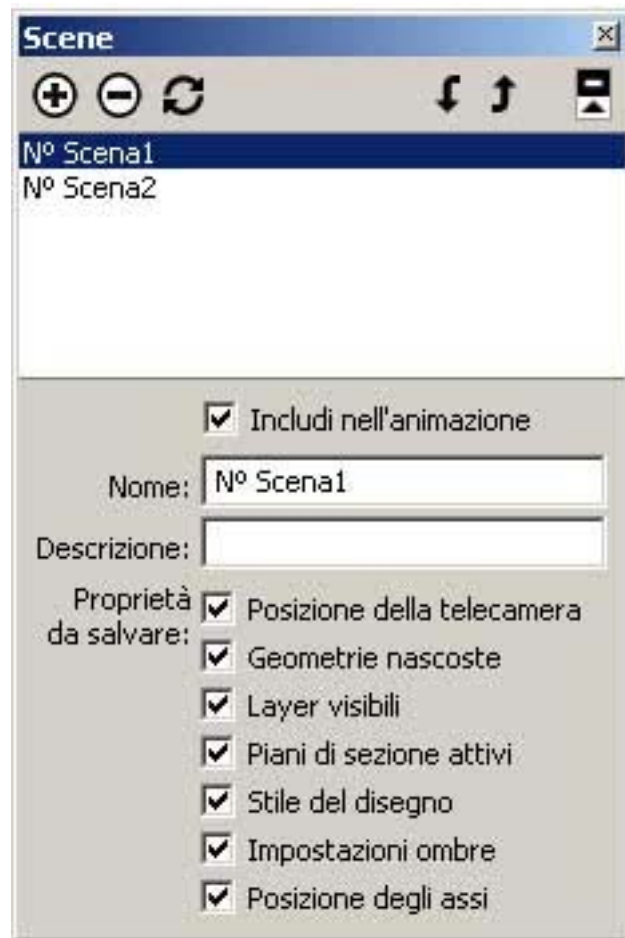 Scene
Nº Scena1
Nº Scena2
Includi nell'animazione
Nome: Nº Scena1
Descrizione:
Proprietà da salvare:
Posizione della telecamera
Geometrie nascoste
Layer visibili
Piani di sezione attivi
Stile del disegno
Impostazioni ombre
Posizione degli assi